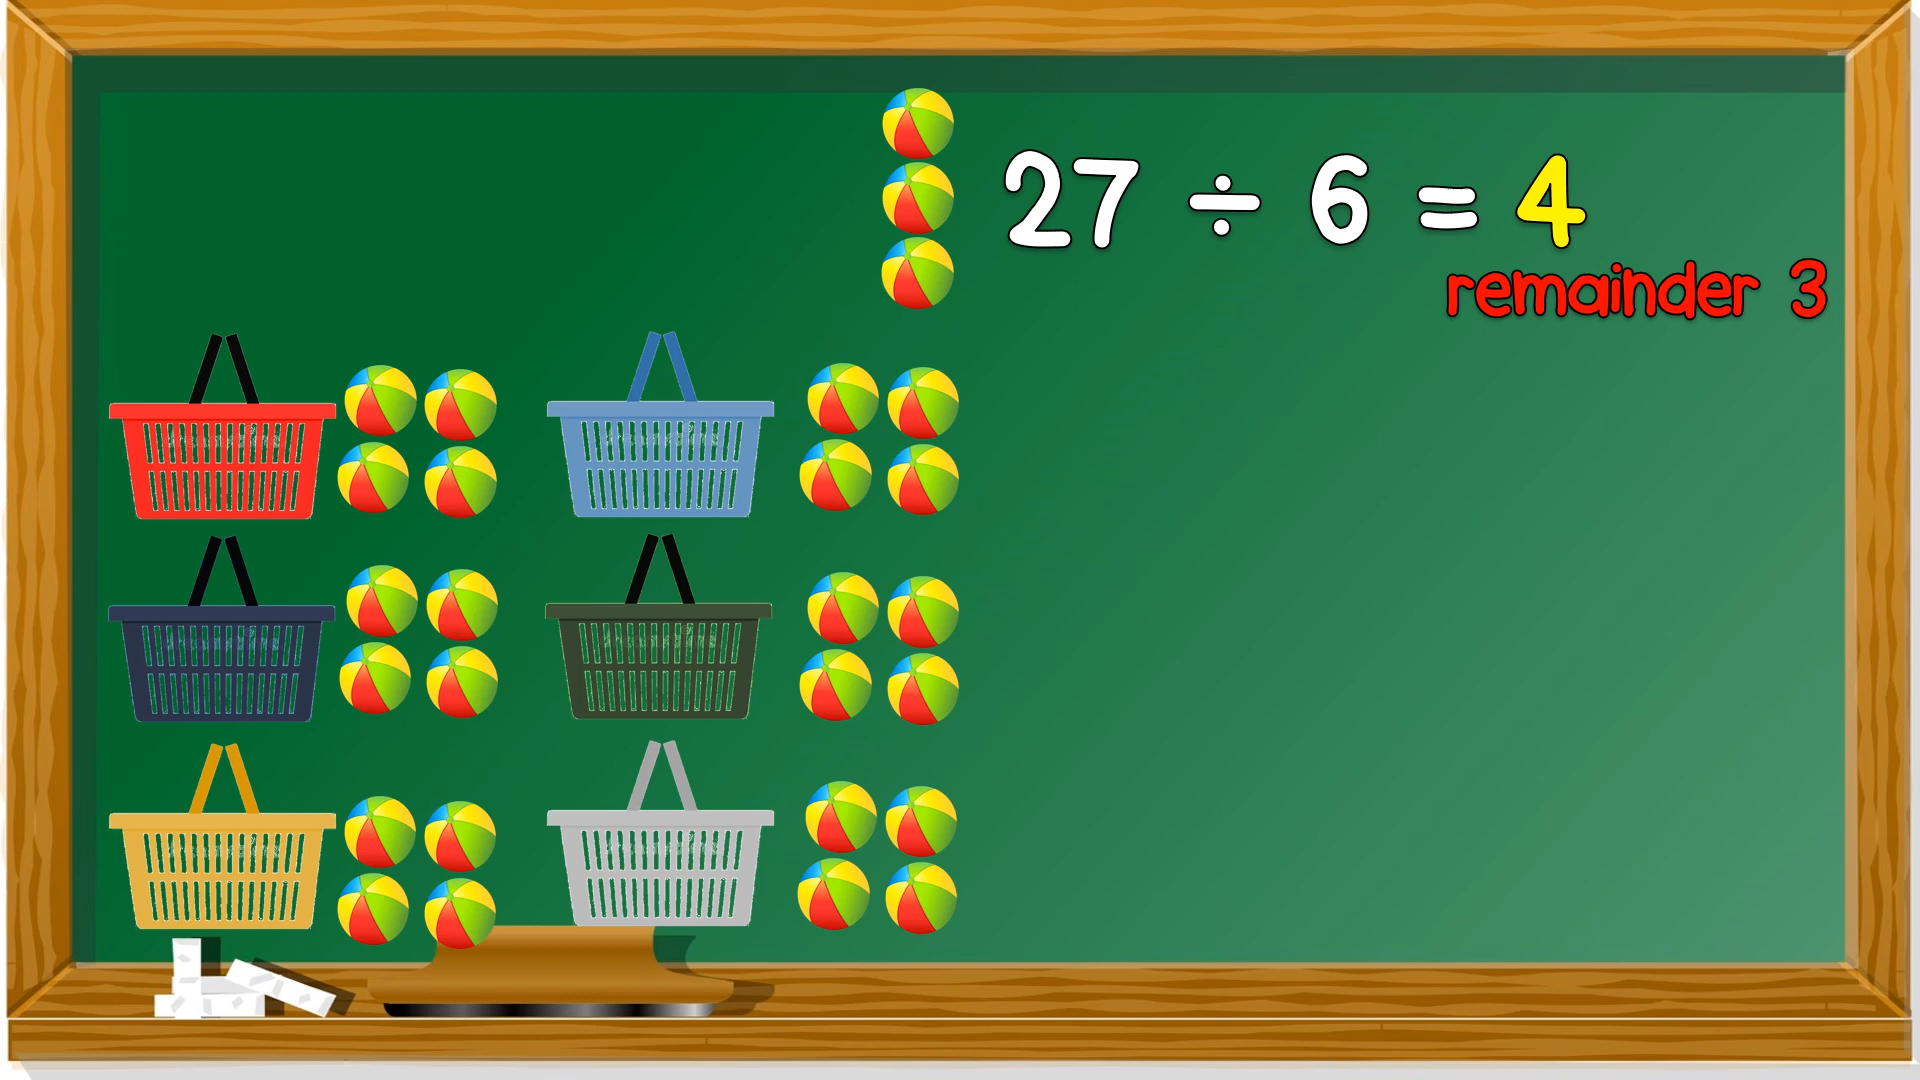 27 ÷ 6 = 4
remainder 3